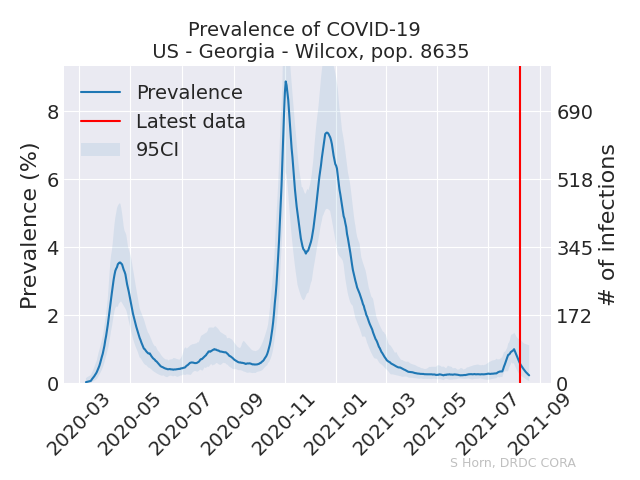 Prevalence of COVID-19
US - Georgia - Wilcox, pop. 8635
Prevalence
Latest data
95CI
Prevalence (%)
8
6
4
2
0
# of infections
690
518
345
172
0
2020-03
2020-05
2020-07
2020-09
2020-11
2021-01
2021-03
2021-05
2021-07
2021-09
S Horn, DRDC CORA